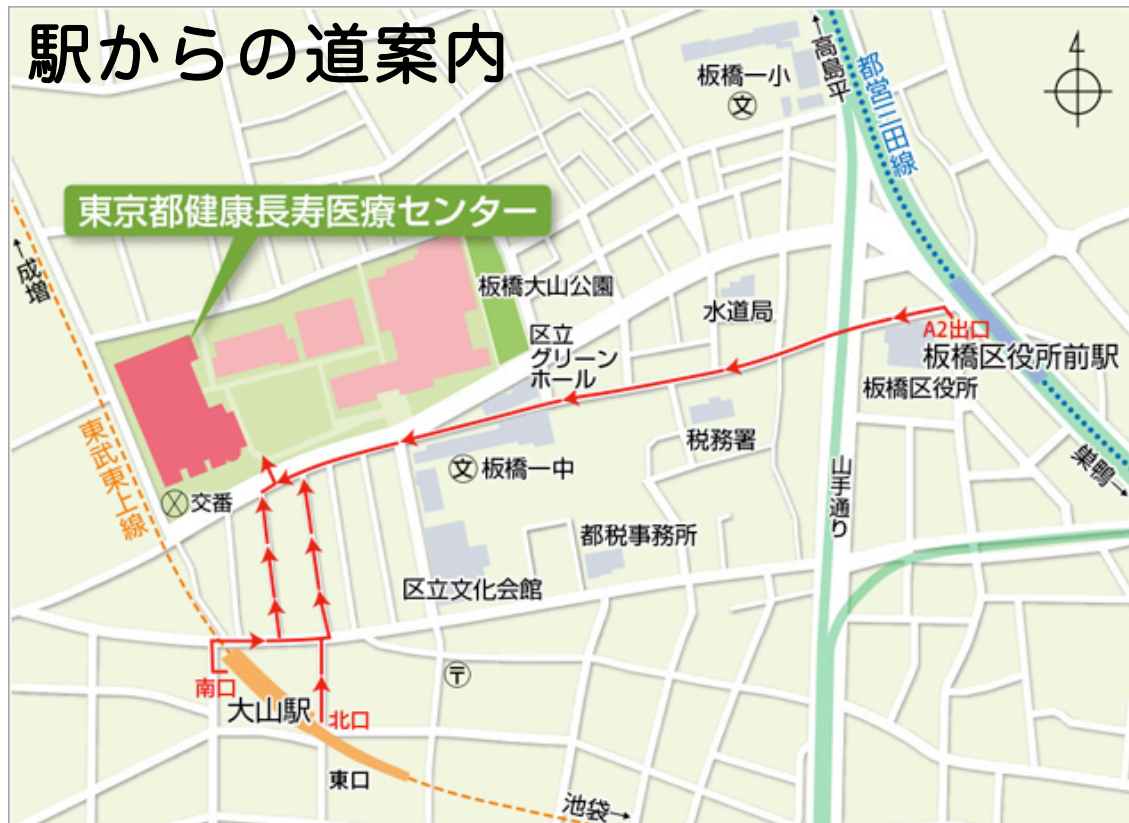 駅からの道案内
←高島平
都営三田線
板橋一小
文
東京都健康長寿医療センター
←成増
板橋大山公園
水道局
区立
グリーン
ホール
A2出口
板橋区役所前駅
板橋区役所
東武東上線
税務署
文 板橋一中
山手通り
巣鴨→
交番
都税事務所
区立文化会館
〒
南口
大山駅
北口
東口
池袋→